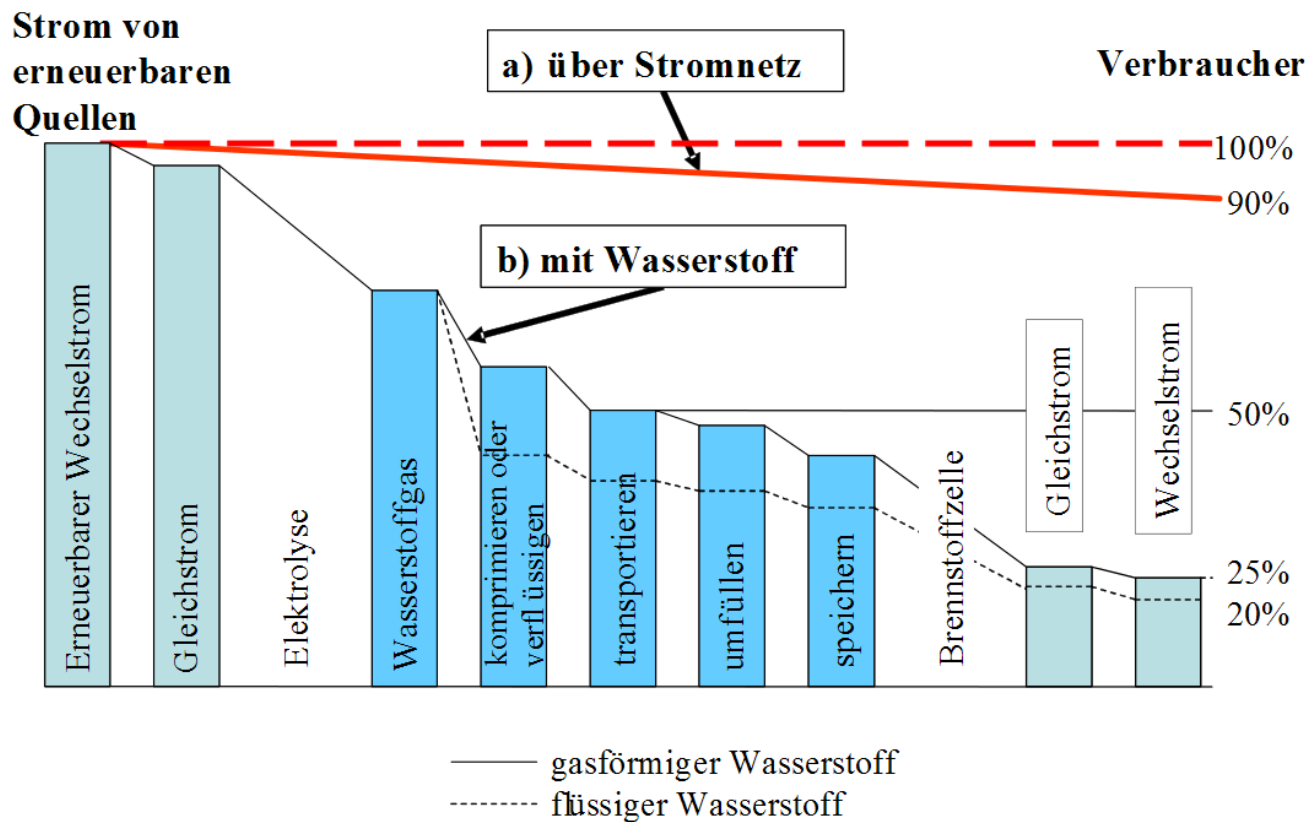 Strom von
erneuerbaren
Quellen
a) über Stromnetz
Verbraucher
100%
90%
b) mit Wasserstoff
50%
25%
20%
Erneuerbarer Wechselstrom
Gleichstrom
Elektrolyse
Wasserstoffgas
komprimieren oder
verfl üssigen
transportieren
umfüllen
speichern
Brennstoffzelle
Gleichstrom
Wechselstrom
gasförmiger Wasserstoff
flüssiger Wasserstoff